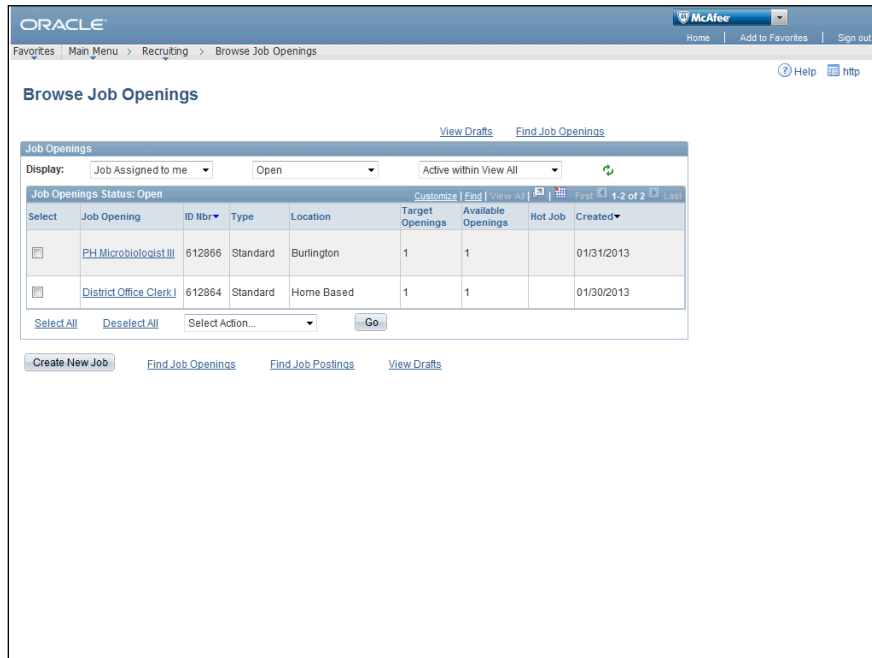 ORACLE
McAfee
Home | Add to Favorites | Sign out
Favorites | Main Menu > Recruiting > Browse Job Openings
? Help http
Browse Job Openings
View Drafts Find Job Openings
Job Openings
Display: Job Assigned to me Open Active within View All
Job Openings Status: Open Customize | Find | View All | | First 1-2 of 2 Last
Select Job Opening ID Nbr Type Location Target Openings Available Openings Hot Job Created
PH Microbiologist III 612866 Standard Burlington 1 1 01/31/2013
District Office Clerk I 612864 Standard Home Based 1 1 01/30/2013
Select All Deselect All Select Action... Go
Create New Job Find Job Openings Find Job Postings View Drafts